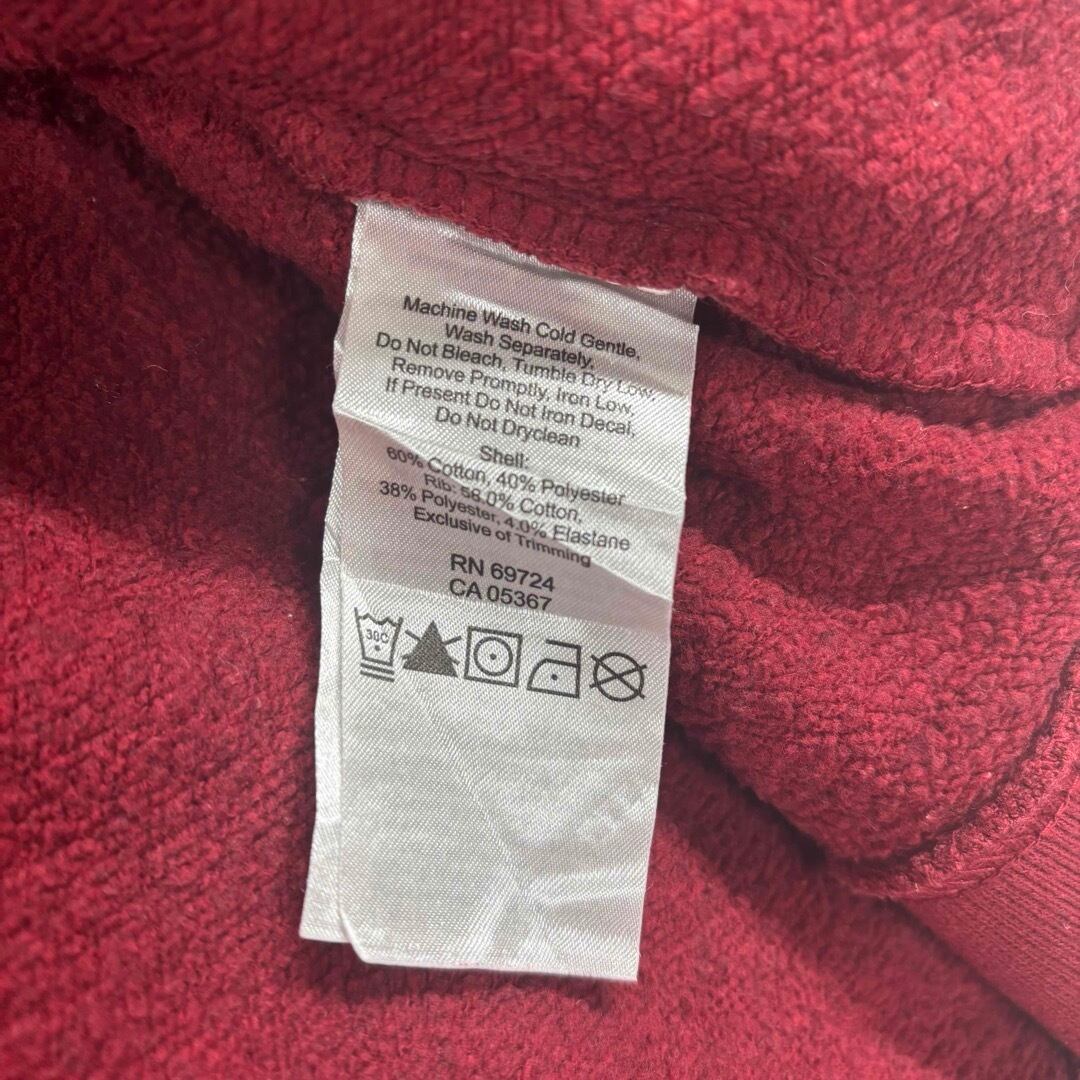 Machine Wash Cold Gentle,
Wash Separately,
Do Not Bleach, Tumble Dry Low,
Remove Promptly, Iron Low,
If Present Do Not Iron Decal,
Do Not Dryclean
Shell:
60% Cotton, 40% Polyester
Rib: 58.0% Cotton,
38% Polyester, 4.0% Elastane
Exclusive of Trimming
RN 69724
CA 05367
30C